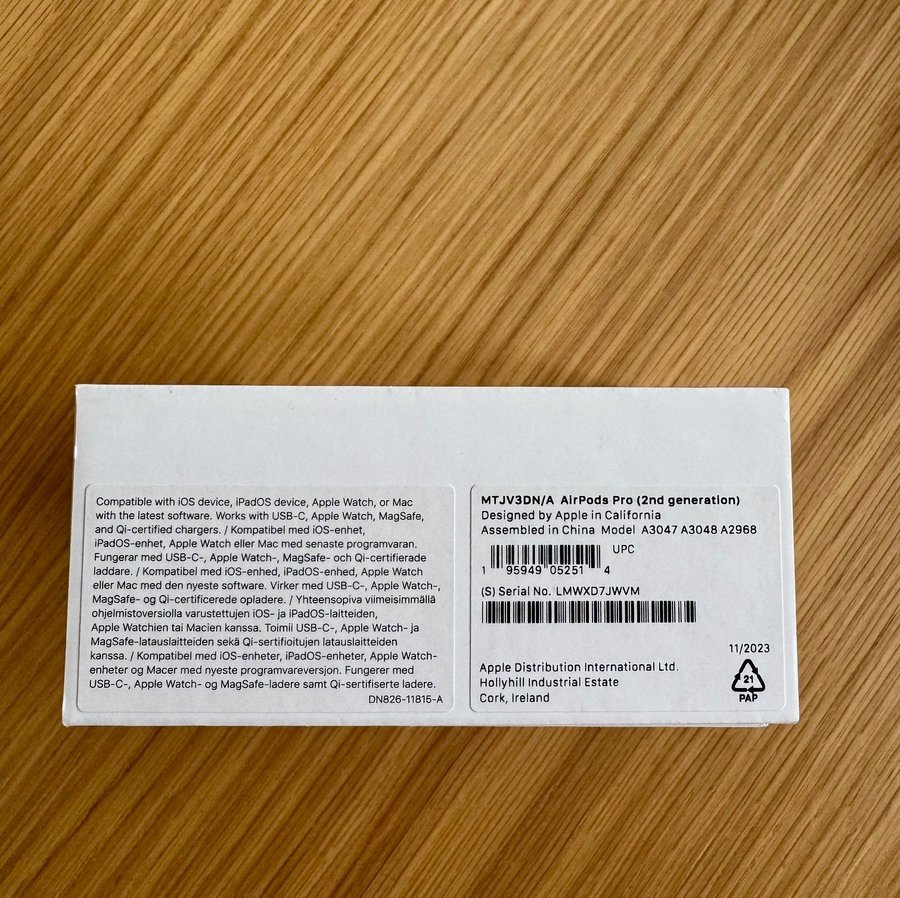 Compatible with iOS device, iPadOS device, Apple Watch, or Mac
with the latest software. Works with USB-C, Apple Watch, MagSafe,
and Qi-certified chargers. / Kompatibel med iOS-enhet,
iPadOS-enhet, Apple Watch eller Mac med senaste programvaran.
Fungerar med USB-C-, Apple Watch-, MagSafe- och Qi-certifierade
laddare. / Kompatibel med iOS-enhed, iPadOS-enhed, Apple Watch
eller Mac med den nyeste software. Virker med USB-C-, Apple Watch-,
MagSafe- og Qi-certificerede opladere. / Yhteensopiva viimeisimmällä
ohjelmistoversiolla varustettujen iOS- ja iPadOS-laitteiden,
Apple Watchien tai Macien kanssa. Toimii USB-C-, Apple Watch- ja
MagSafe-latauslaitteiden sekä Qi-sertifioitujen latauslaitteiden
kanssa. / Kompatibel med iOS-enheter, iPadOS-enheter, Apple Watch-
enheter og Macer med nyeste programvareversjon. Fungerer med
USB-C-, Apple Watch- og MagSafe-ladere samt Qi-sertifiserte ladere.
DN826-11815-A
MTJV3DN/A AirPods Pro (2nd generation)
Designed by Apple in California
Assembled in China Model A3047 A3048 A2968
UPC
1 95949 05251 4
(S) Serial No. LMWXD7JWVM
11/2023
Apple Distribution International Ltd.
Hollyhill Industrial Estate
Cork, Ireland
21
PAP